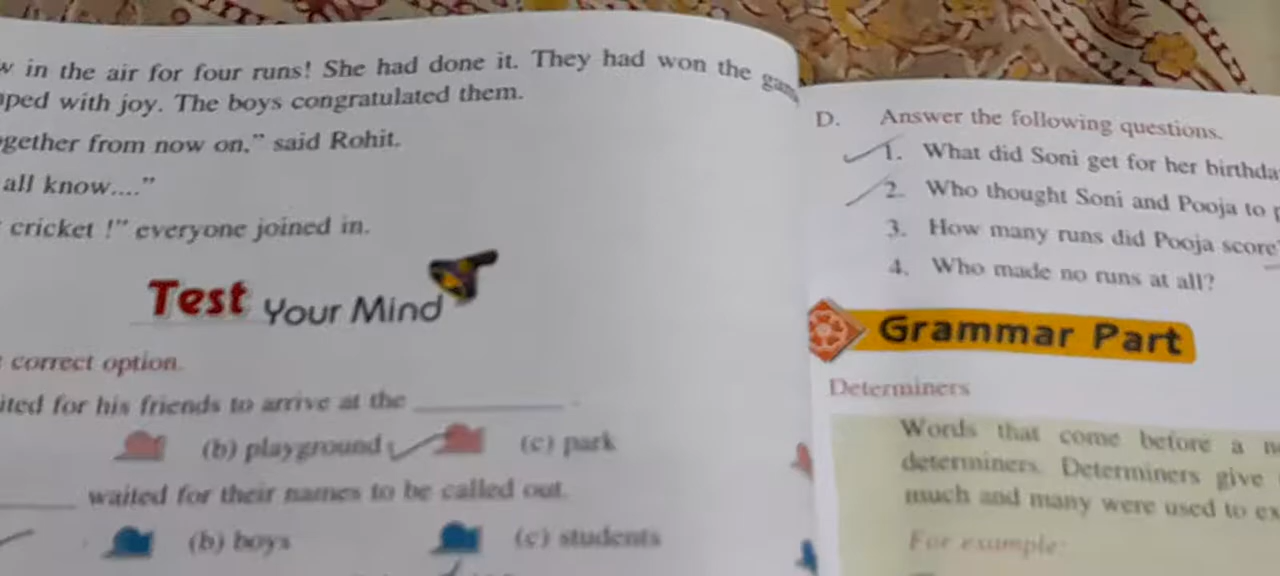 in the air for four runs! She had done it. They had won the
with joy. The boys congratulated them.
from now on," said Rohit.
all know...."
cricket !" everyone joined in.
Test Your Mind
correct option.
for his friends to arrive at the __________ .
(b) playground (c) park
______ waited for their names to be called out.
(b) boys (c) students
D. Answer the following questions.
1. What did Soni get for her
2. Who thought Soni and Pooja to
3. How many runs did Pooja score
4. Who made no runs at all?
Grammar Part
Determiners
Words that come before a
determiners. Determiners give
much and many were used to
For example: